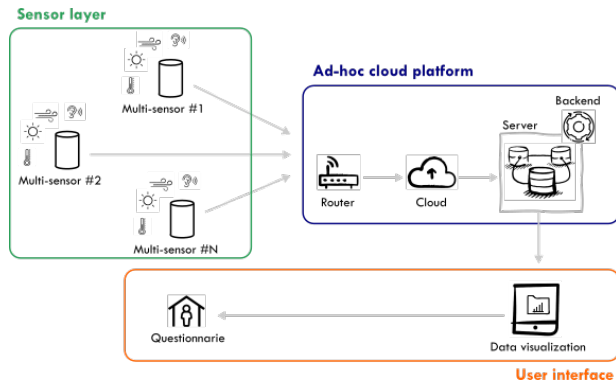 Sensor layer
Multi-sensor #1
Multi-sensor #2
Multi-sensor #N
Ad-hoc cloud platform
Backend
Server
Router
Cloud
Questionnarie
Data visualization
User interface